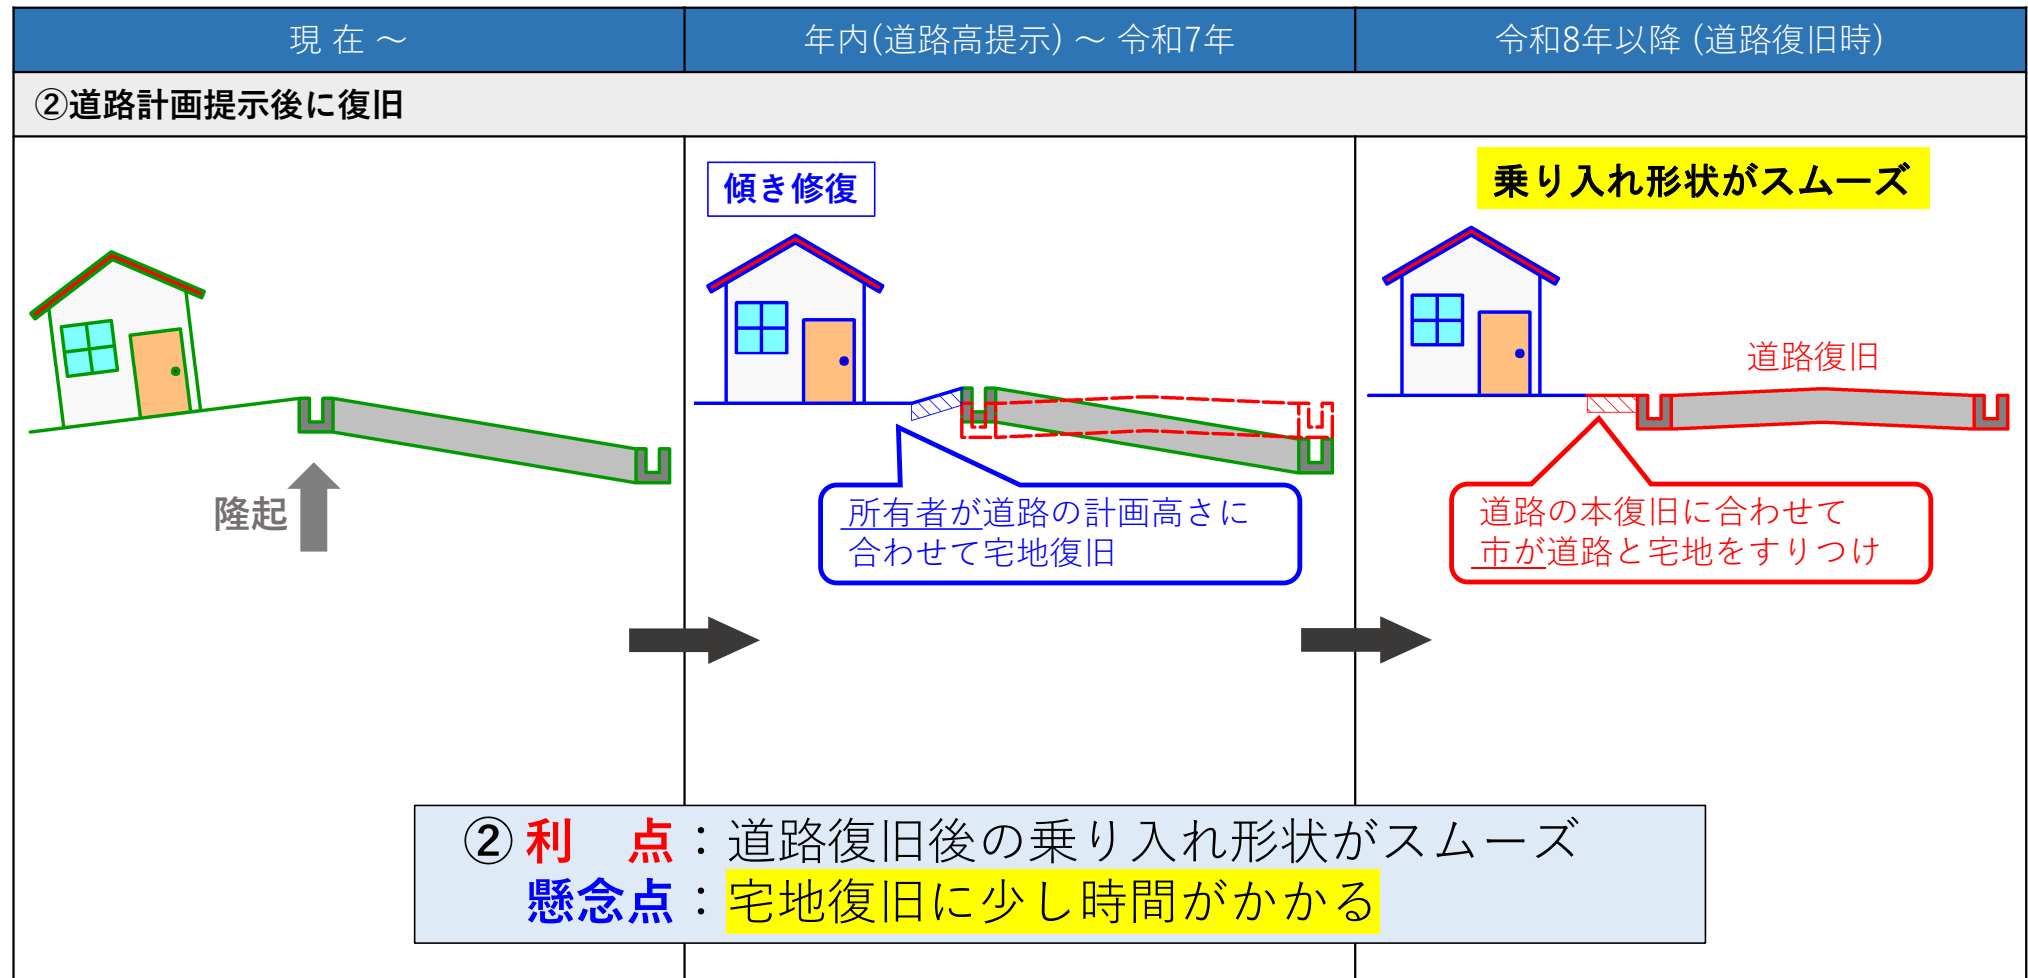 現 在 ～
年内(道路高提示) ～ 令和7年
令和8年以降 (道路復旧時)
②道路計画提示後に復旧
隆起
傾き修復
所有者が道路の計画高さに
合わせて宅地復旧
乗り入れ形状がスムーズ
道路復旧
道路の本復旧に合わせて
市が道路と宅地をすりつけ
② 利　点：道路復旧後の乗り入れ形状がスムーズ
懸念点：宅地復旧に少し時間がかかる